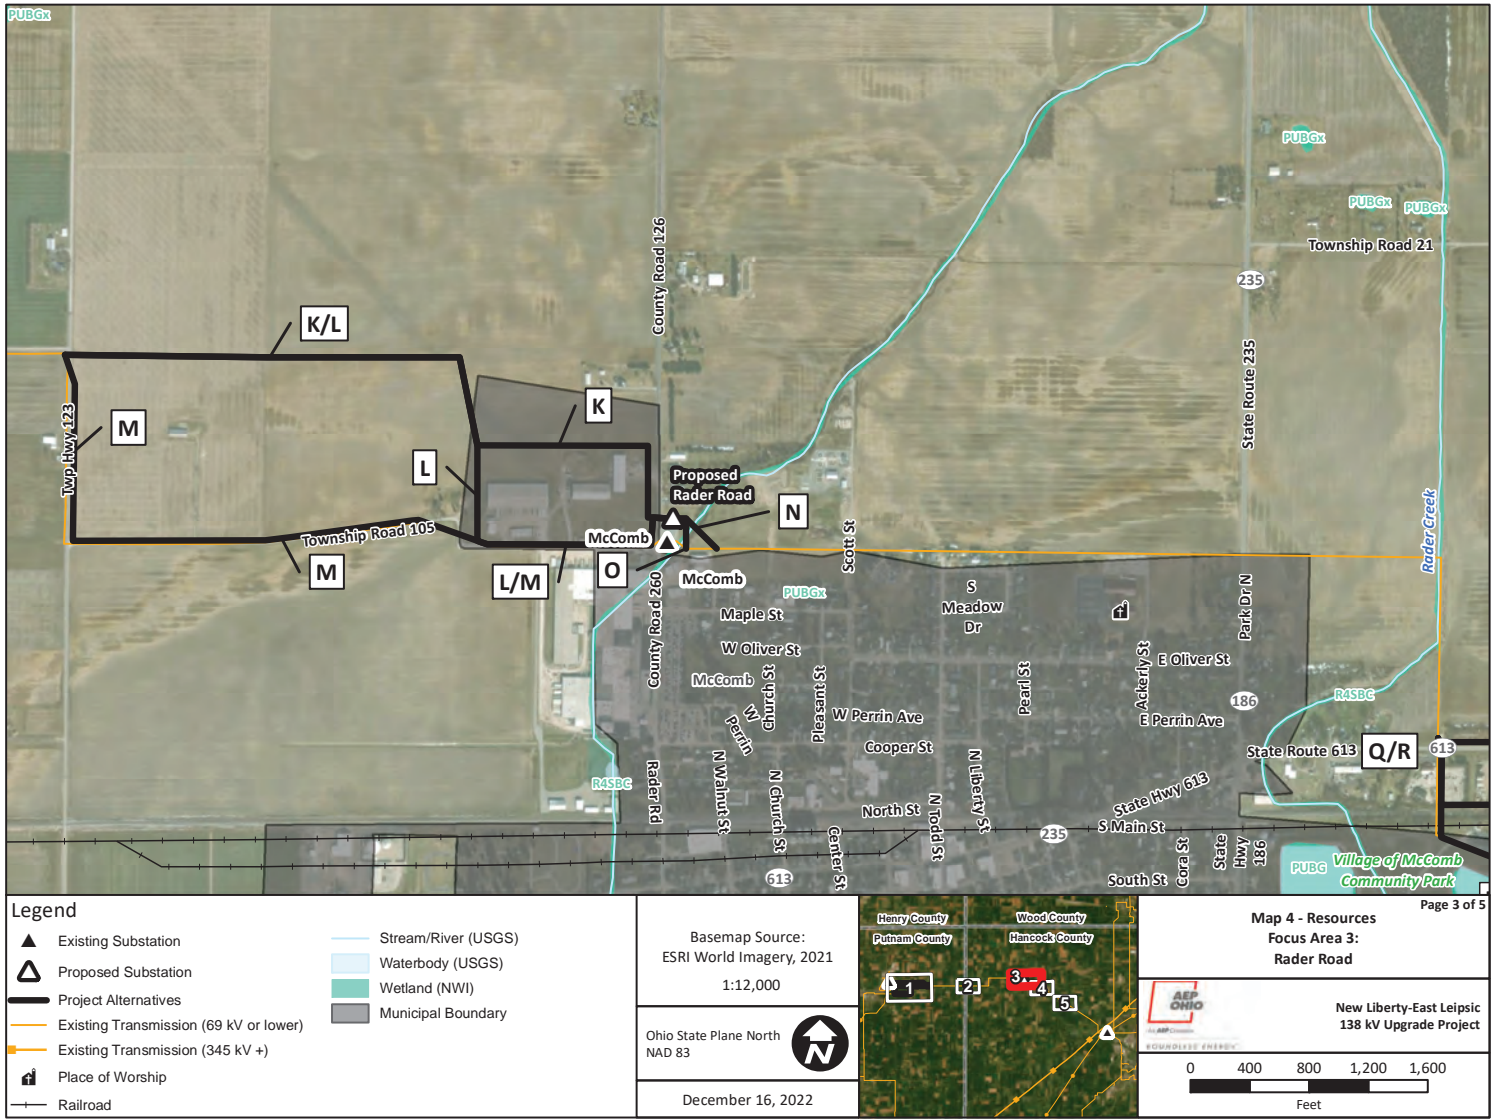 PUBGx
PUBGx
PUBGx
PUBGx
Township Road 21
County Road 126
235
K/L
State Route 235
K
M
Twp Hwy 123
L
Proposed
Rader Road
N
Rader Creek
Township Road 105
McComb
Scott St
M
L/M
O
McComb
PUBGx
S
Meadow
Dr
Park Dr N
County Road 260
Maple St
W Oliver St
Ackerly St
E Oliver St
McComb
Church St
Pleasant St
Pearl St
R4SBC
186
W
Perrin
W Perrin Ave
E Perrin Ave
Cooper St
State Route 613
Q/R
613
R4SBC
Rader Rd
N Walnut St
N Church St
N Liberty St
State Hwy 613
North St
N Todd St
235
S Main St
Center St
Cora St
State
Hwy
186
613
South St
PUBG
Village of McComb
Community Park
Legend
Existing Substation
Proposed Substation
Project Alternatives
Existing Transmission (69 kV or lower)
Existing Transmission (345 kV +)
Place of Worship
Railroad
Stream/River (USGS)
Waterbody (USGS)
Wetland (NWI)
Municipal Boundary
Basemap Source:
ESRI World Imagery, 2021
1:12,000
Ohio State Plane North
NAD 83
N
December 16, 2022
Henry County
Wood County
Putnam County
Hancock County
1
2
3
4
5
Page 3 of 5
Map 4 - Resources
Focus Area 3:
Rader Road
AEP
OHIO
An AEP Company
BOUNDLESS ENERGY
New Liberty-East Leipsic
138 kV Upgrade Project
0 400 800 1,200 1,600
Feet